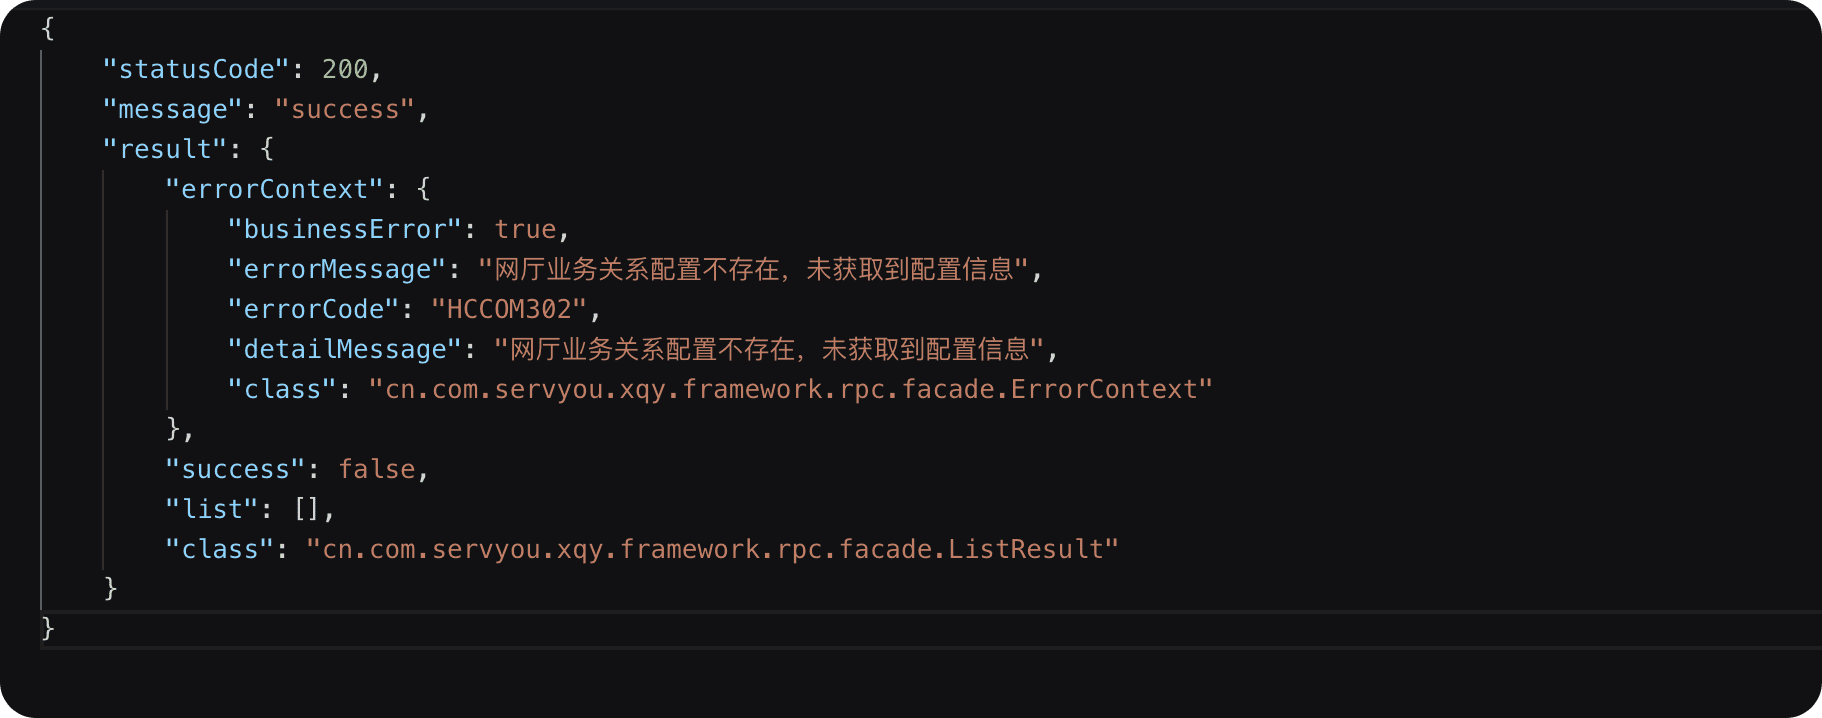 {
    "statusCode": 200,
    "message": "success",
    "result": {
        "errorContext": {
            "businessError": true,
            "errorMessage": "网厅业务关系配置不存在，未获取到配置信息",
            "errorCode": "HCCOM302",
            "detailMessage": "网厅业务关系配置不存在，未获取到配置信息",
            "class": "cn.com.servyou.xqy.framework.rpc.facade.ErrorContext"
        },
        "success": false,
        "list": [],
        "class": "cn.com.servyou.xqy.framework.rpc.facade.ListResult"
    }
}